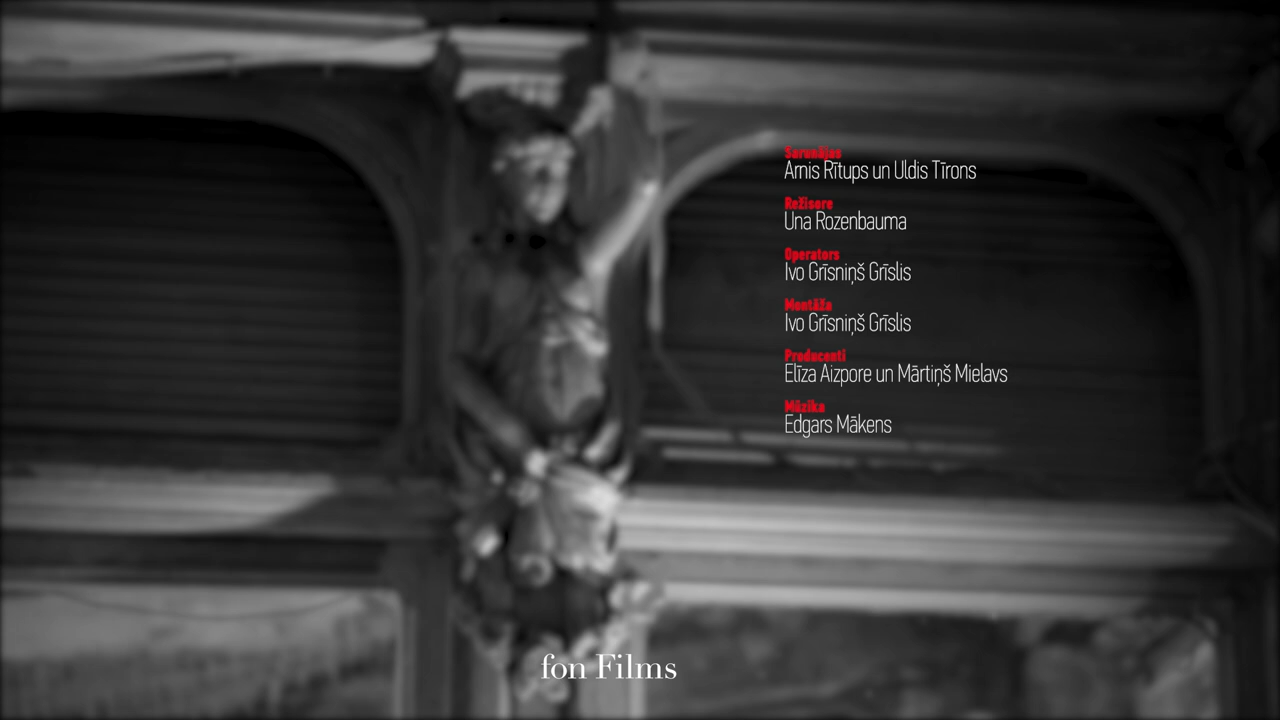 Sarunājas
Arnis Rītups un Uldis Tīrons
Režisore
Una Rozenbauma
Operators
Ivo Grīsniņš Grīslis
Montāža
Ivo Grīsniņš Grīslis
Producenti
Elīza Aizpore un Mārtiņš Mielavs
Mūzika
Edgars Mākens
fon Films